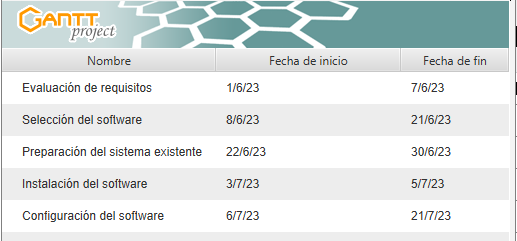 GANTT
project
Nombre Fecha de inicio Fecha de fin
Evaluación de requisitos 1/6/23 7/6/23
Selección del software 8/6/23 21/6/23
Preparación del sistema existente 22/6/23 30/6/23
Instalación del software 3/7/23 5/7/23
Configuración del software 6/7/23 21/7/23